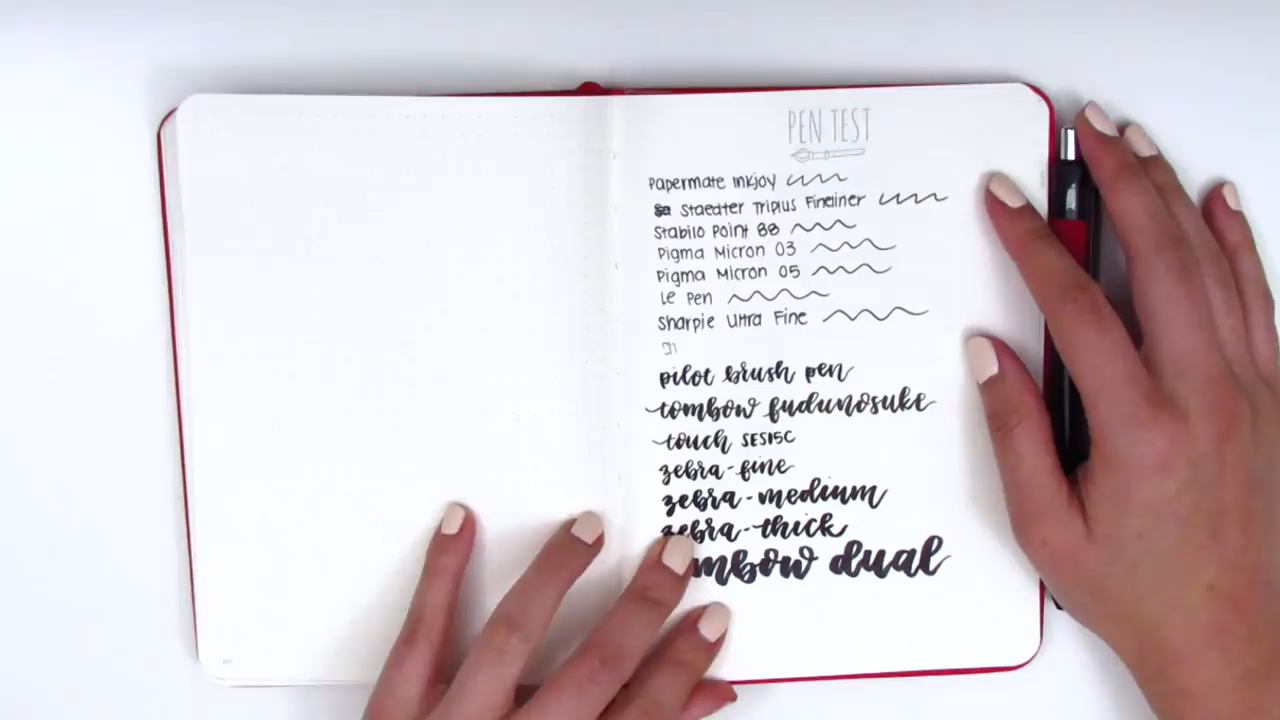 PEN TEST
Papermate Inkjoy
Staedter Triplus Fineliner
Stabilo Point 88
Pigma Micron 03
Pigma Micron 05
Le Pen
Sharpie Ultra Fine
pilot brush pen
tombow fudunosuke
touch SES15C
zebra-fine
zebra-medium
zebra-thick
dual